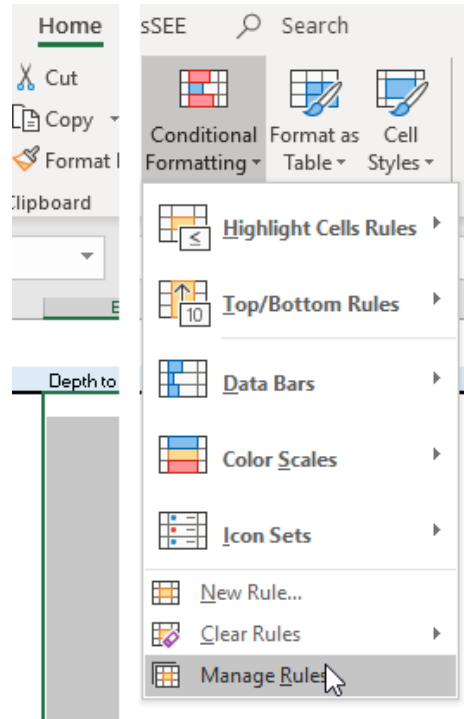 Home
sSEE
Search
Cut
Copy
Format
Clipboard
Conditional
Formatting
Format as
Table
Cell
Styles
≤
Highlight Cells Rules
10
Top/Bottom Rules
Data Bars
Color Scales
Icon Sets
New Rule...
Clear Rules
Manage Rules
Depth to